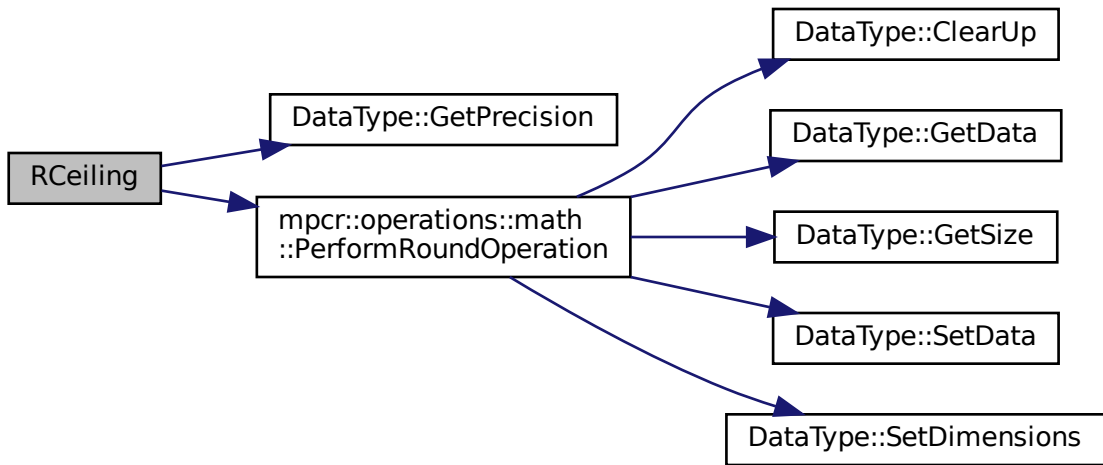 RCeiling
DataType::GetPrecision
mpcr::operations::math
::PerformRoundOperation
DataType::ClearUp
DataType::GetData
DataType::GetSize
DataType::SetData
DataType::SetDimensions